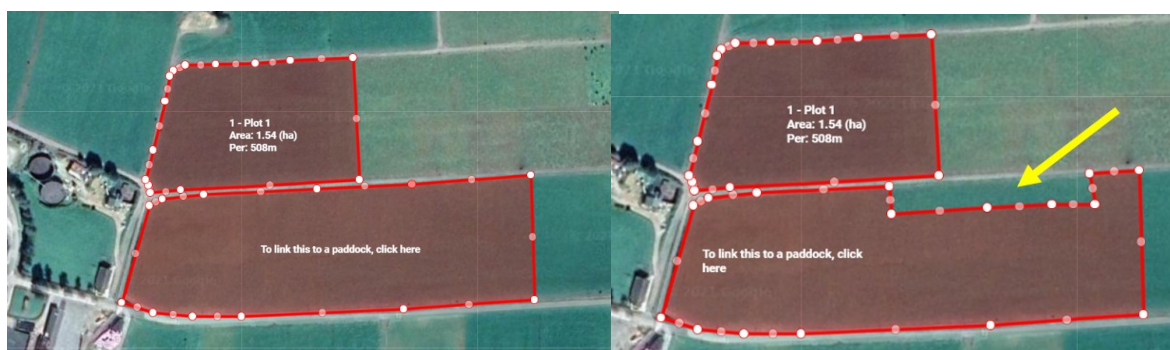 1 - Plot 1
Area: 1.54 (ha)
Per: 508m
To link this to a paddock, click here
1 - Plot 1
Area: 1.54 (ha)
Per: 508m
To link this to a paddock, click
here